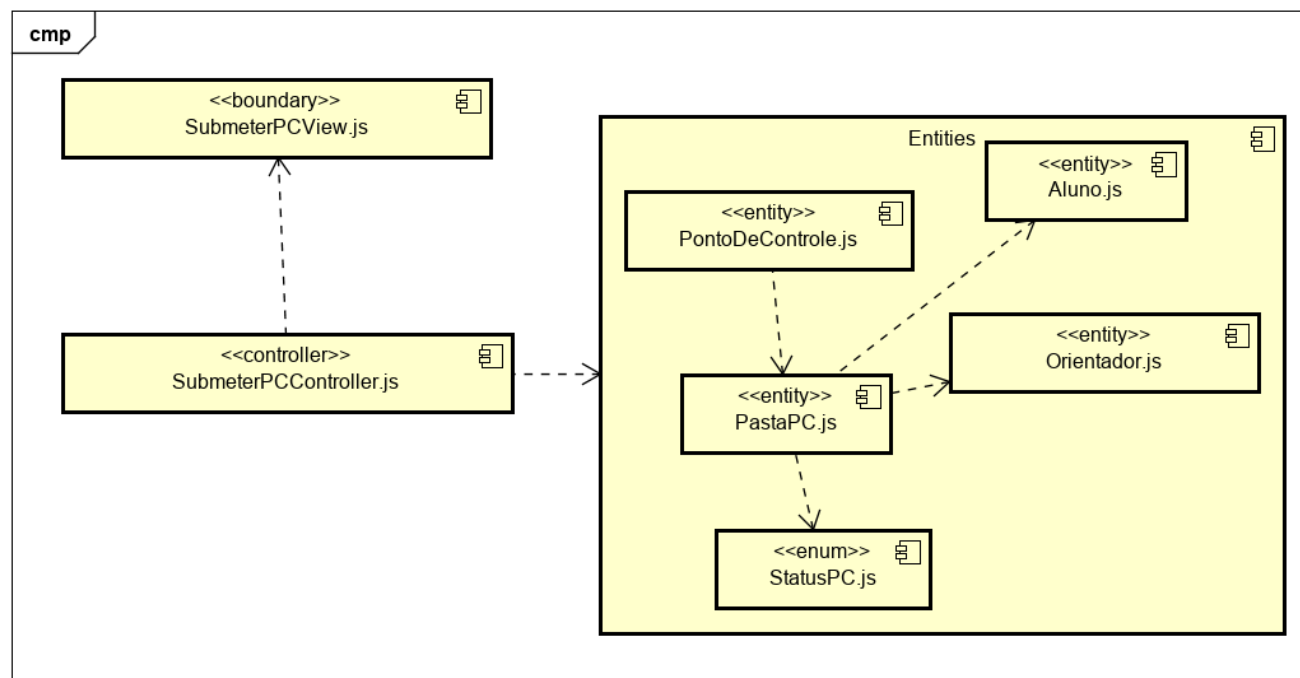 cmp
<<boundary>>
SubmeterPCView.js
<<controller>>
SubmeterPCController.js
Entities
<<entity>>
Aluno.js
<<entity>>
PontoDeControle.js
<<entity>>
Orientador.js
<<entity>>
PastaPC.js
<<enum>>
StatusPC.js